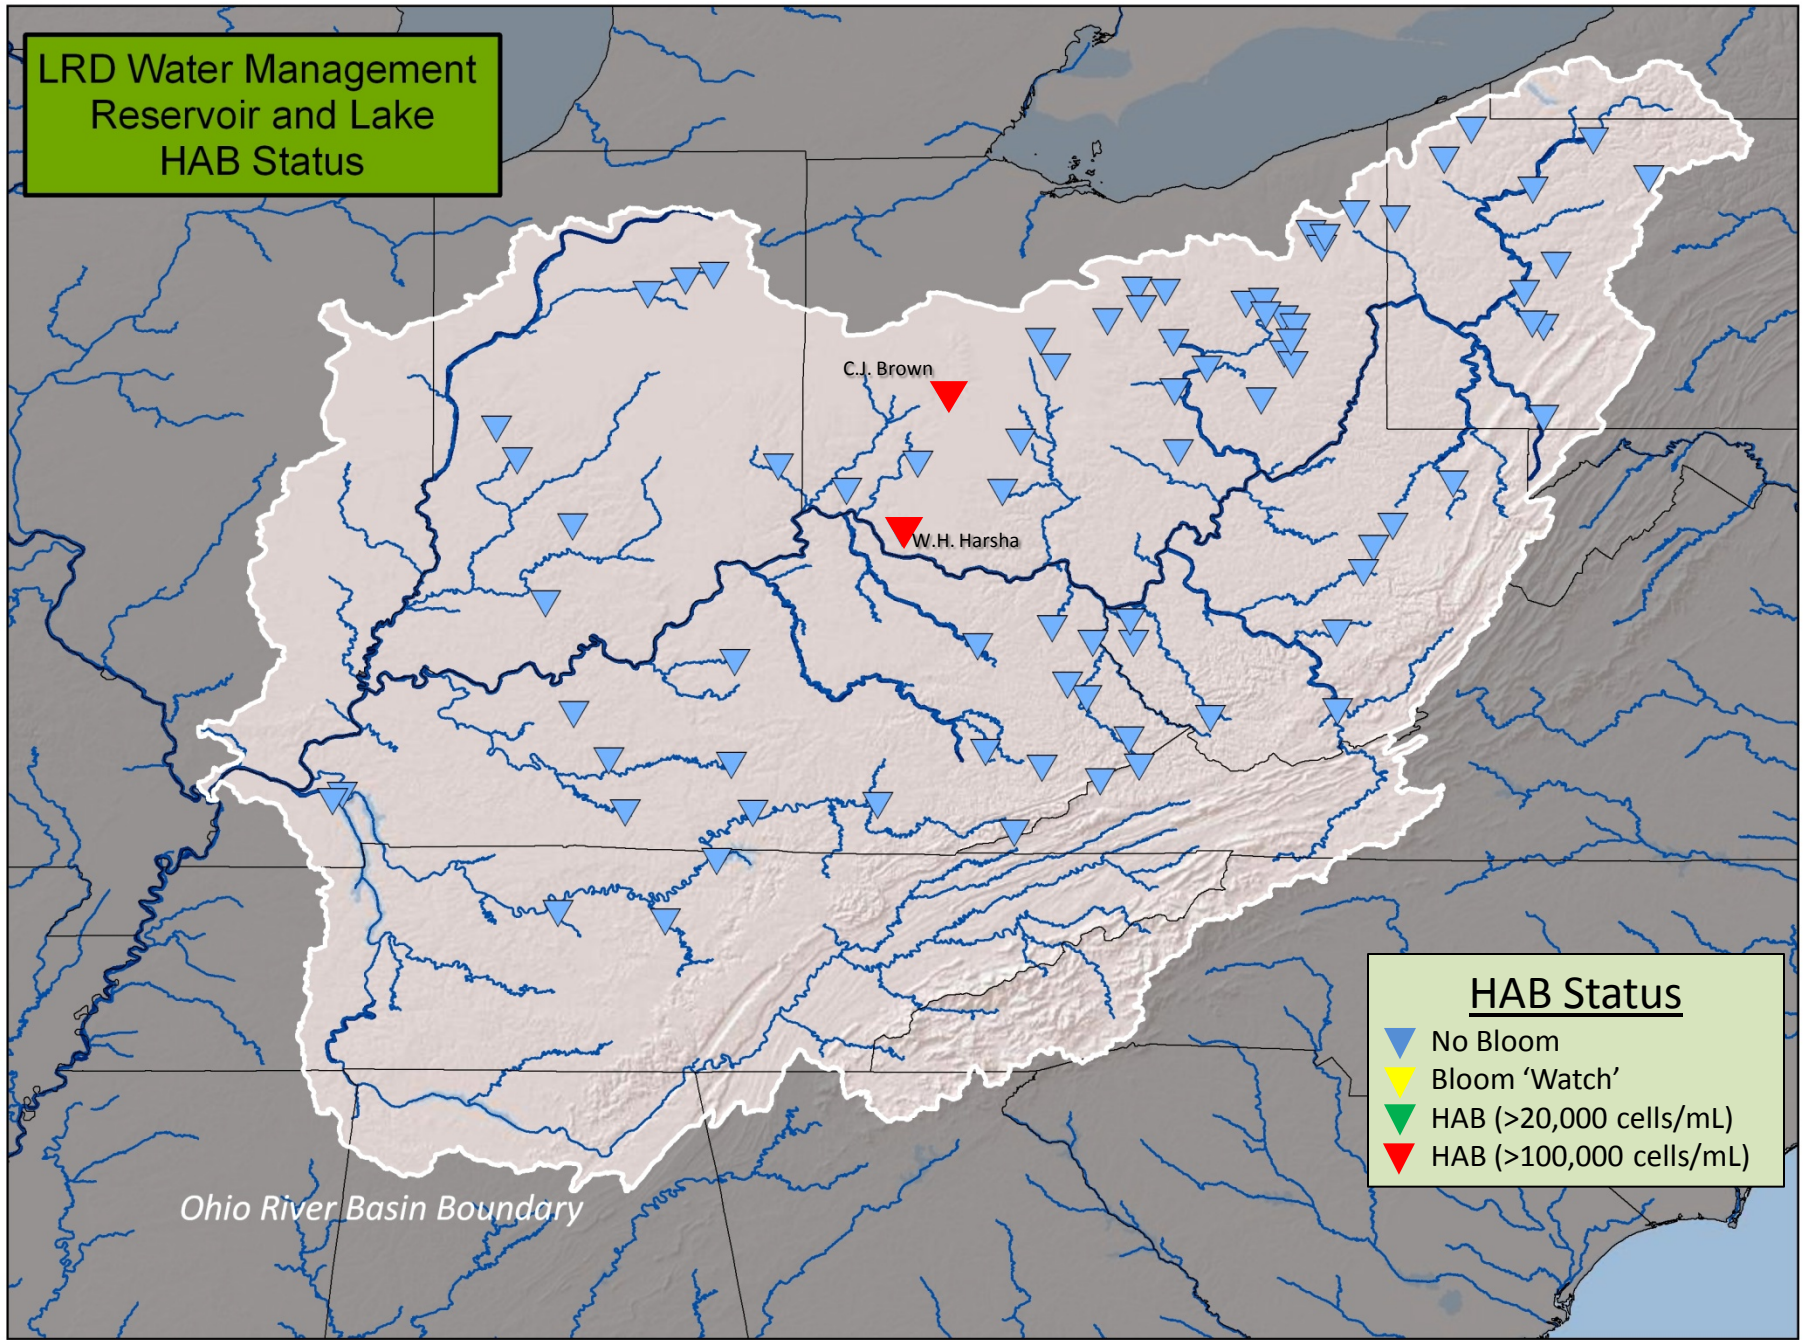 LRD Water Management
Reservoir and Lake
HAB Status
C.J. Brown
W.H. Harsha
HAB Status
No Bloom
Bloom ‘Watch’
HAB (>20,000 cells/mL)
HAB (>100,000 cells/mL)
Ohio River Basin Boundary